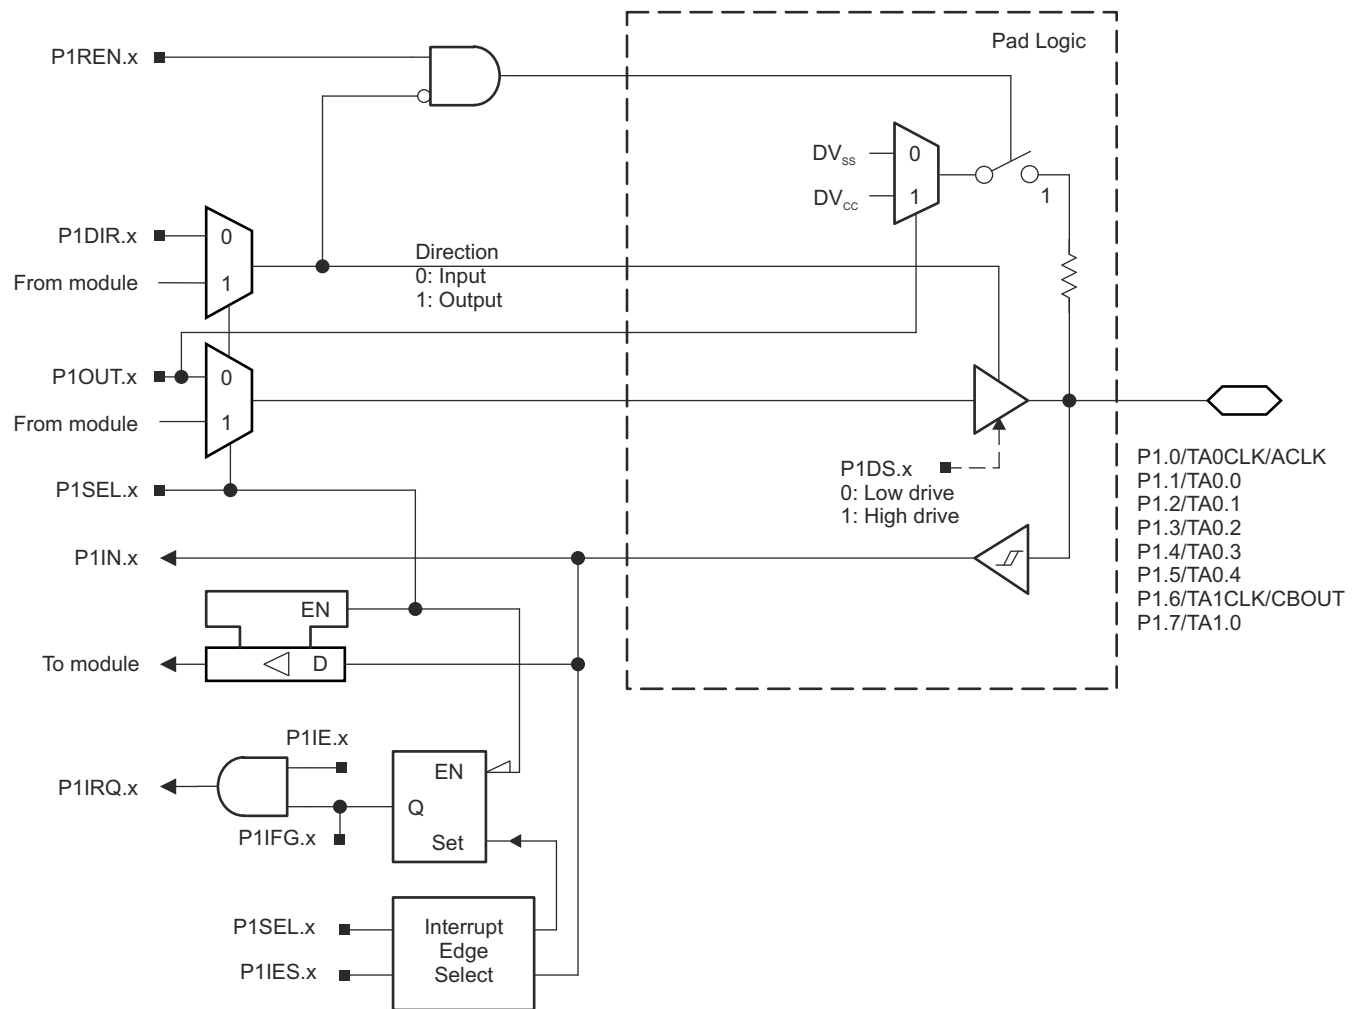 Pad Logic
P1REN.x
DVSS
0
DVCC
1
1
P1DIR.x
0
From module
1
Direction
0: Input
1: Output
P1OUT.x
0
From module
1
P1SEL.x
P1DS.x
0: Low drive
1: High drive
P1.0/TA0CLK/ACLK
P1.1/TA0.0
P1.2/TA0.1
P1.3/TA0.2
P1.4/TA0.3
P1.5/TA0.4
P1.6/TA1CLK/CBOUT
P1.7/TA1.0
P1IN.x
EN
To module
D
P1IE.x
P1IRQ.x
EN
Q
P1IFG.x
Set
P1SEL.x
P1IES.x
Interrupt
Edge
Select